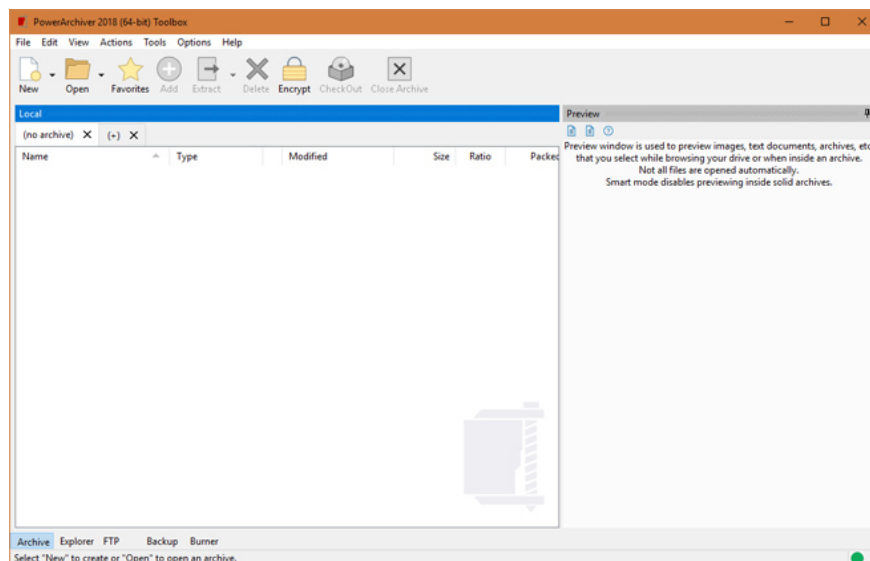 PowerArchiver 2018 (64-bit) Toolbox
File Edit View Actions Tools Options Help
New Open Favorites Add Extract Delete Encrypt CheckOut Close Archive
Local
Preview
(no archive) (+)
Name Type Modified Size Ratio Packed
Preview window is used to preview images, text documents, archives, etc
that you select while browsing your drive or when inside an archive.
Not all files are opened automatically.
Smart mode disables previewing inside solid archives.
Archive Explorer FTP Backup Burner
Select "New" to create or "Open" to open an archive.